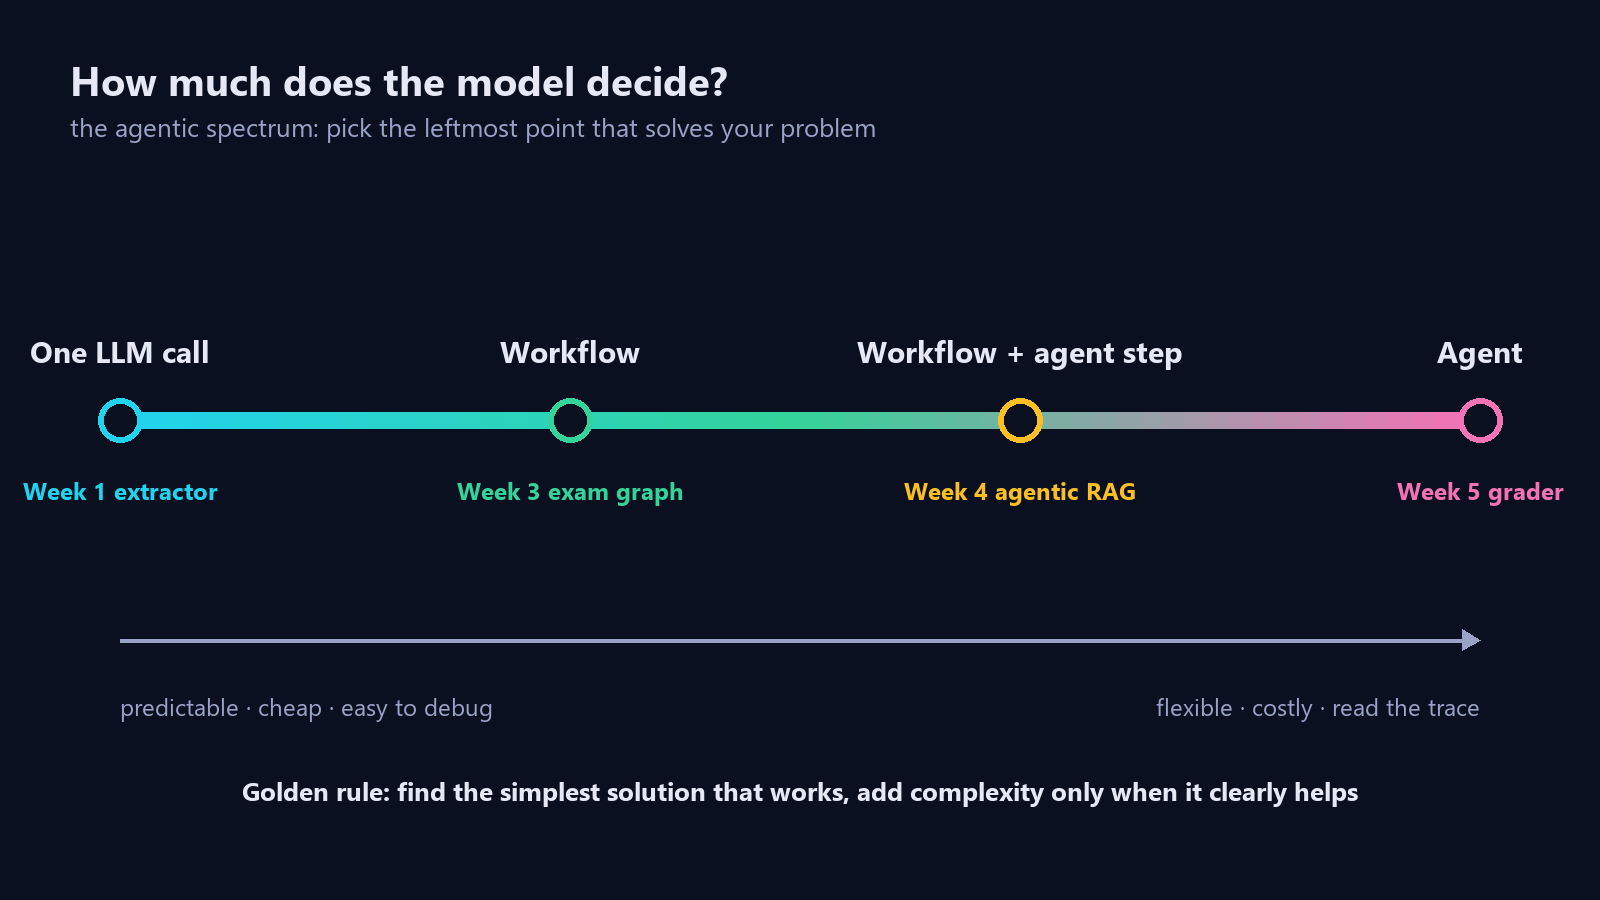 How much does the model decide?
the agentic spectrum: pick the leftmost point that solves your problem
One LLM call
Workflow
Workflow + agent step
Agent
Week 1 extractor
Week 3 exam graph
Week 4 agentic RAG
Week 5 grader
predictable · cheap · easy to debug
flexible · costly · read the trace
Golden rule: find the simplest solution that works, add complexity only when it clearly helps